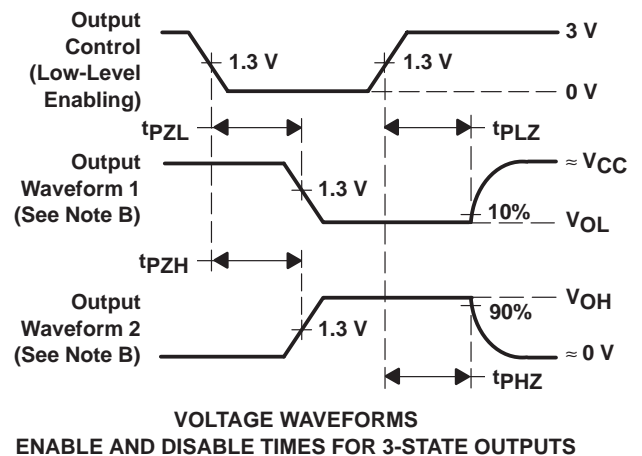 Output
Control
(Low-Level
Enabling)
1.3 V
1.3 V
3 V
0 V
tPZL
tPLZ
Output
Waveform 1
(See Note B)
1.3 V
10%
≈ VCC
VOL
tPZH
Output
Waveform 2
(See Note B)
1.3 V
90%
VOH
≈ 0 V
tPHZ
VOLTAGE WAVEFORMS
ENABLE AND DISABLE TIMES FOR 3-STATE OUTPUTS